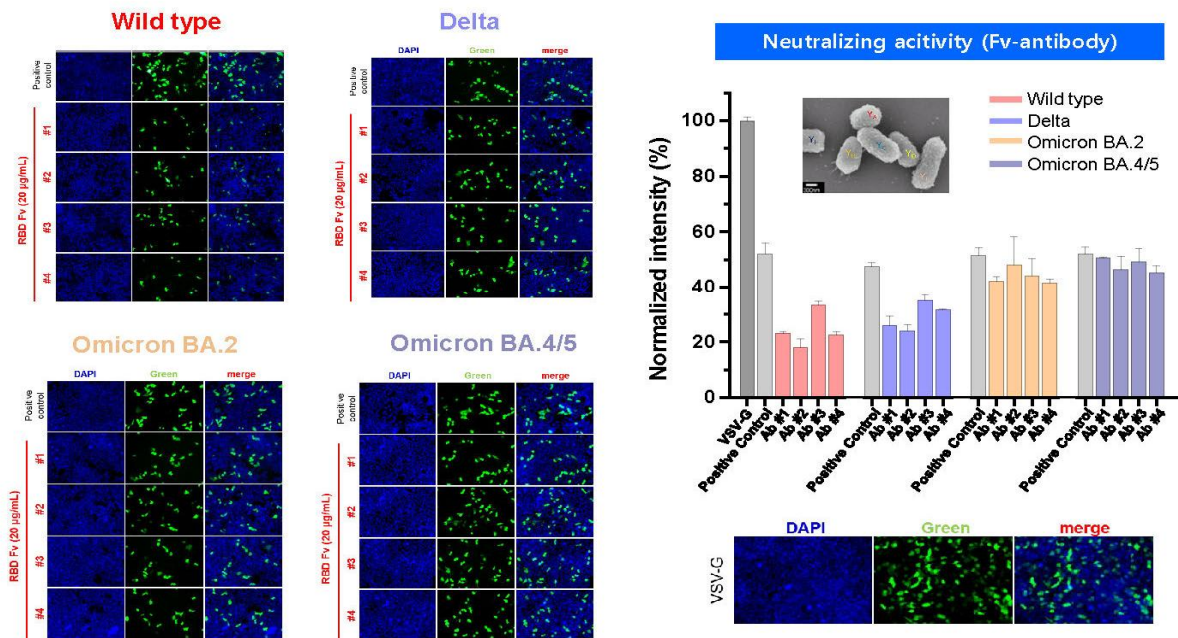 Wild type
Positive control
RBD Fv (20 µg/mL)
#1
#2
#3
#4
Delta
DAPI Green merge
Positive control
RBD Fv (20 µg/mL)
#1
#2
#3
#4
Omicron BA.2
DAPI Green merge
Positive control
RBD Fv (20 µg/mL)
#1
#2
#3
#4
Omicron BA.4/5
DAPI Green merge
Positive control
RBD Fv (20 µg/mL)
#1
#2
#3
#4
Neutralizing acitivity (Fv-antibody)
Normalized intensity (%)
100
80
60
40
20
0
Wild type
Delta
Omicron BA.2
Omicron BA.4/5
VSV-G
Positive Control
Ab #1
Ab #2
Ab #3
Ab #4
Positive Control
Ab #1
Ab #2
Ab #3
Ab #4
Positive Control
Ab #1
Ab #2
Ab #3
Ab #4
Positive Control
Ab #1
Ab #2
Ab #3
Ab #4
DAPI Green merge
VSV-G